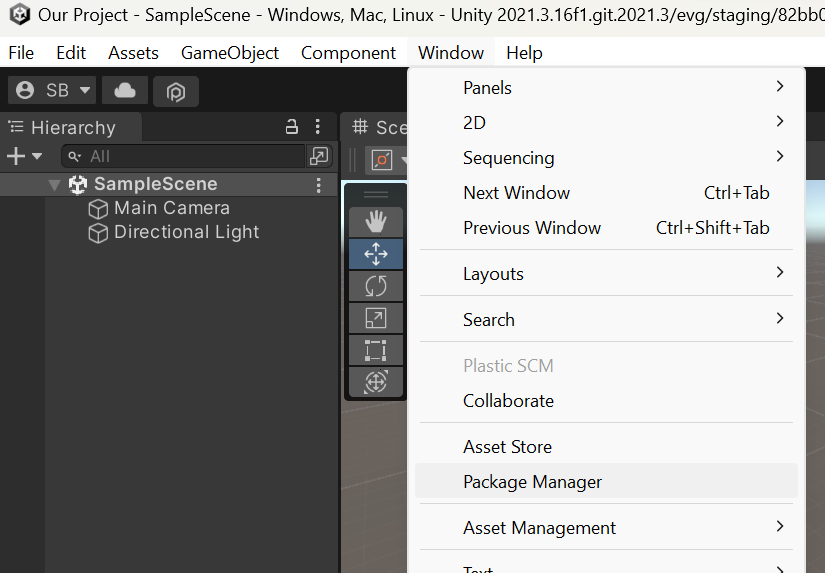 Our Project - SampleScene - Windows, Mac, Linux - Unity 2021.3.16f1.git.2021.3/evg/staging/82bb0
File Edit Assets GameObject Component Window Help
SB
Hierarchy
All
SampleScene
Main Camera
Directional Light
Sce
Panels
2D
Sequencing
Next Window Ctrl+Tab
Previous Window Ctrl+Shift+Tab
Layouts
Search
Plastic SCM
Collaborate
Asset Store
Package Manager
Asset Management
Text